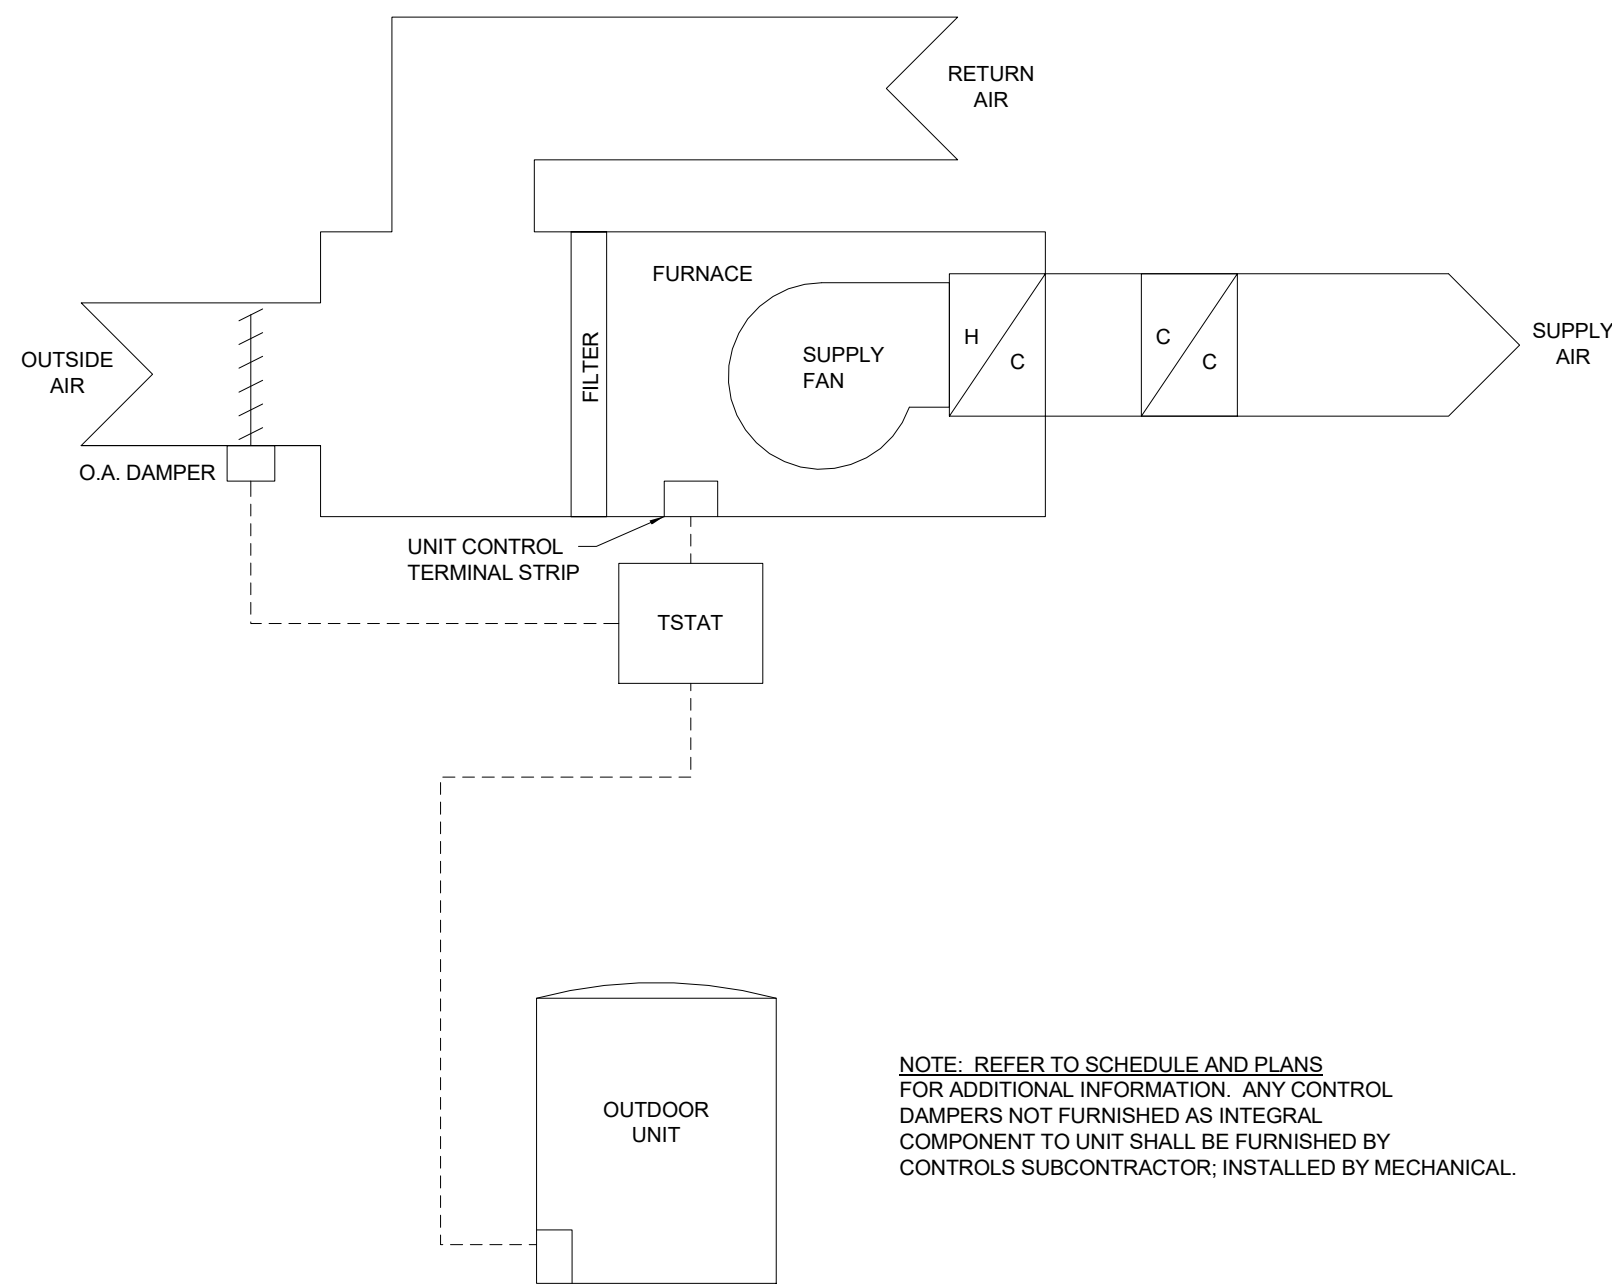 RETURN
AIR
FURNACE
OUTSIDE
AIR
FILTER
SUPPLY
FAN
H
C
C
C
SUPPLY
AIR
O.A. DAMPER
UNIT CONTROL
TERMINAL STRIP
TSTAT
OUTDOOR
UNIT
NOTE: REFER TO SCHEDULE AND PLANS
FOR ADDITIONAL INFORMATION. ANY CONTROL
DAMPERS NOT FURNISHED AS INTEGRAL
COMPONENT TO UNIT SHALL BE FURNISHED BY
CONTROLS SUBCONTRACTOR; INSTALLED BY MECHANICAL.